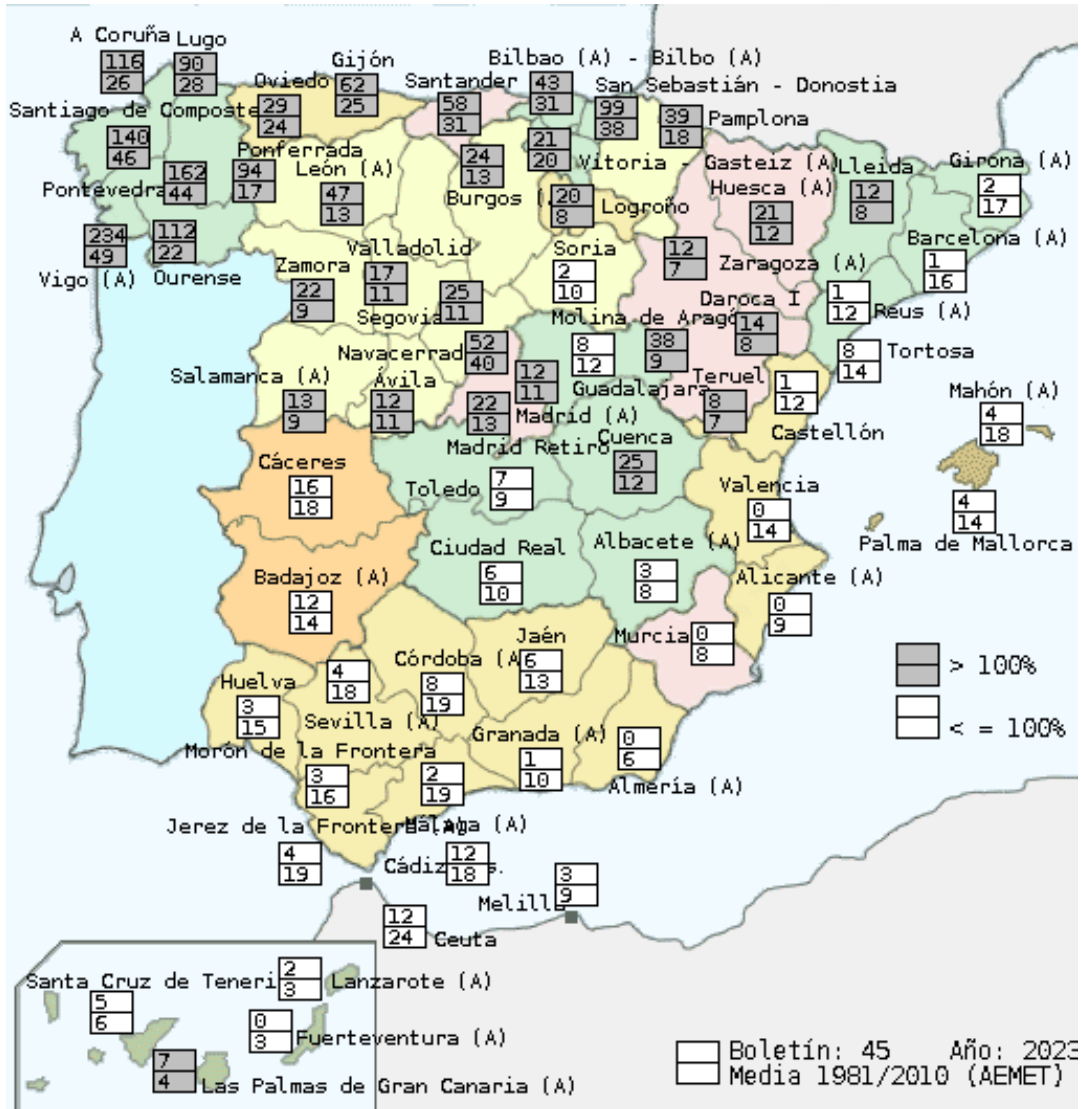 A Coruña
116
26
Lugo
90
28
Oviedo
29
24
Gijón
62
25
Santander
58
31
Bilbao (A) - Bilbo (A)
43
31
San Sebastián - Donostia
99
38
Pamplona
39
18
Santiago de Composte
140
46
Pontevedra
162
44
Ponferrada
94
17
León (A)
47
13
Burgos (
24
13
21
20
Vitoria - Gasteiz (A)
Logroño
20
8
Huesca (A)
21
12
Lleida
12
8
Girona (A)
2
17
Vigo (A)
234
49
Ourense
112
22
Zamora
22
9
Valladolid
17
11
Segovia
25
11
Soria
2
10
Zaragoza (A)
12
7
Barcelona (A)
1
16
Daroca I
14
8
Reus (A)
1
12
Molina de Aragó
38
9
Navacerrad
52
40
Guadalajara
8
12
Teruel
8
7
Tortosa
8
14
Salamanca (A)
13
9
Ávila
12
11
Madrid (A)
12
11
Madrid Retiro
22
13
Cuenca
25
12
Castellón
1
12
Mahón (A)
4
18
Cáceres
16
18
Toledo
7
9
Valencia
0
14
4
14
Palma de Mallorca
Ciudad Real
6
10
Albacete (A)
3
8
Badajoz (A)
12
14
Alicante (A)
0
9
Murcia
0
8
Jaén
6
13
Córdoba (A
8
19
Huelva
3
15
4
18
Sevilla (A)
Granada (A)
1
10
0
6
Almería (A)
Morón de la Frontera
3
16
2
19
Málaga (A)
Jerez de la Frontera (A)
4
19
Cádiz
s.
12
18
Melilla
3
9
12
24
Ceuta
> 100%
< = 100%
Santa Cruz de Teneri
5
6
2
3
Lanzarote (A)
0
3
Fuerteventura (A)
7
4
Las Palmas de Gran Canaria (A)
Boletín: 45 Año: 2023
Media 1981/2010 (AEMET)